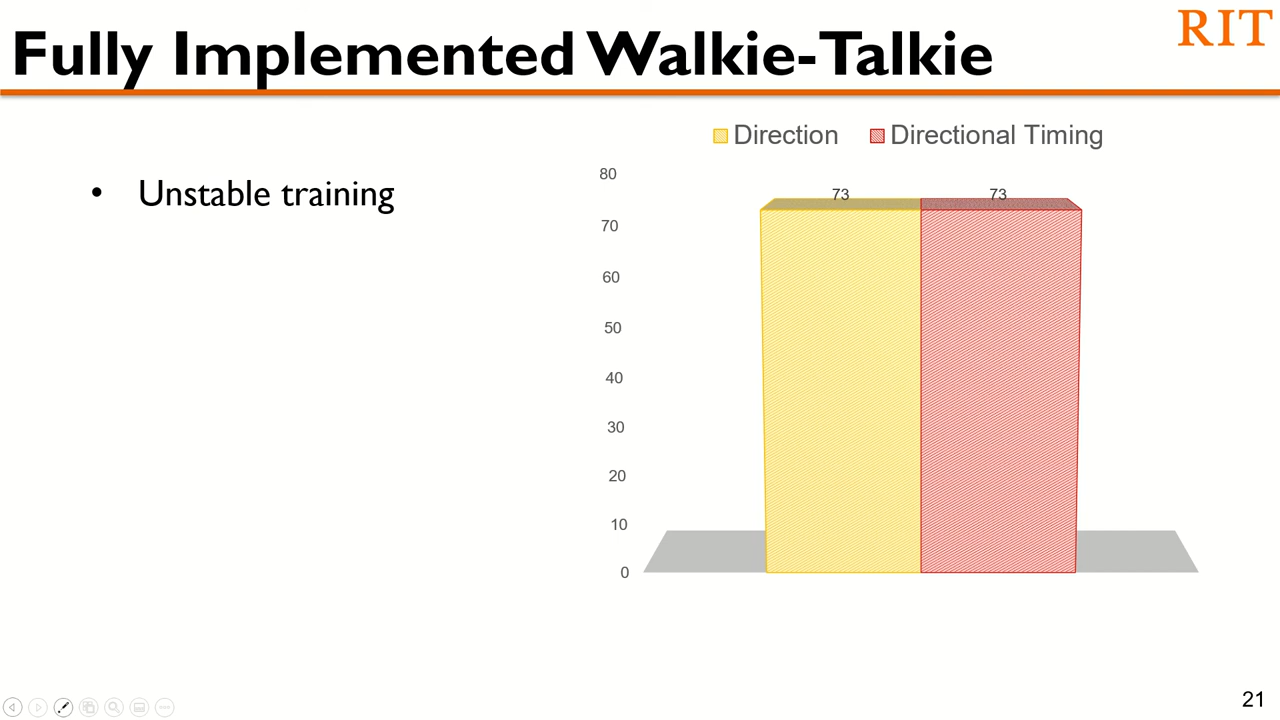 Fully Implemented Walkie-Talkie
RIT
• Unstable training
Direction Directional Timing
80
70
60
50
40
30
20
10
0
73 73
21